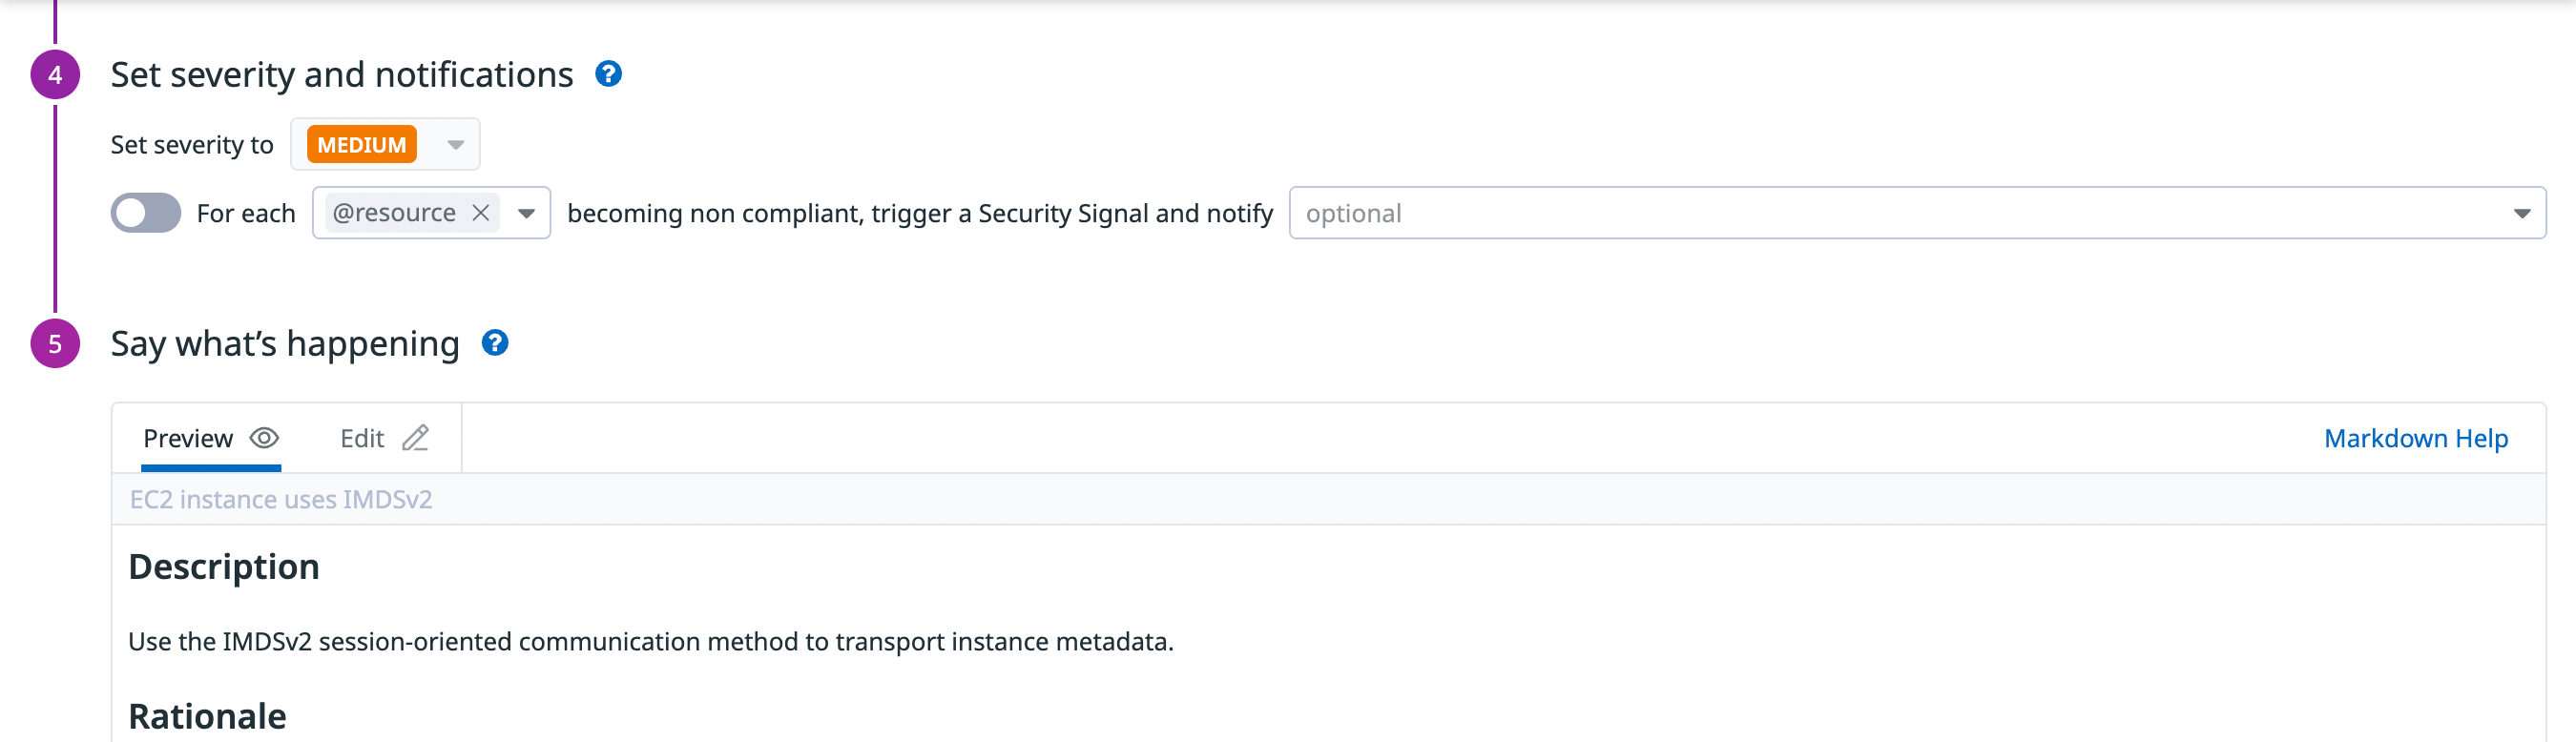 4 Set severity and notifications ?
Set severity to MEDIUM
For each @resource × becoming non compliant, trigger a Security Signal and notify optional
5 Say what’s happening ?
Preview Edit Markdown Help
EC2 instance uses IMDSv2
Description
Use the IMDSv2 session-oriented communication method to transport instance metadata.
Rationale